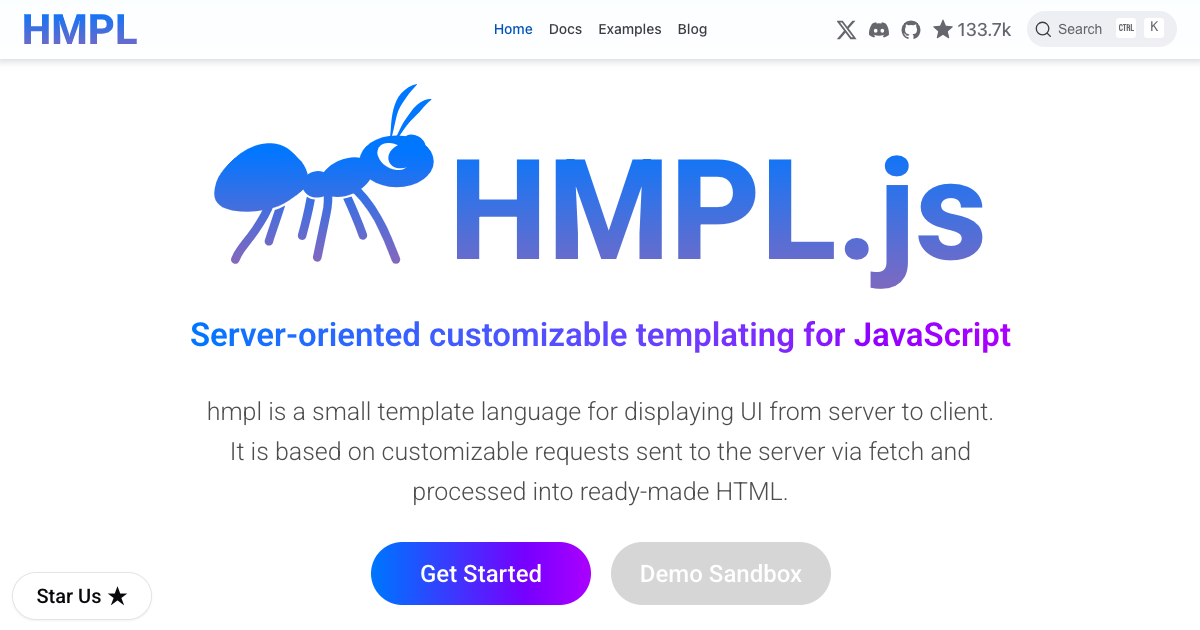 HMPL
Home Docs Examples Blog
133.7k
Search CTRL K
HMPL.js
Server-oriented customizable templating for JavaScript
hmpl is a small template language for displaying UI from server to client.
It is based on customizable requests sent to the server via fetch and
processed into ready-made HTML.
Get Started Demo Sandbox
Star Us ★